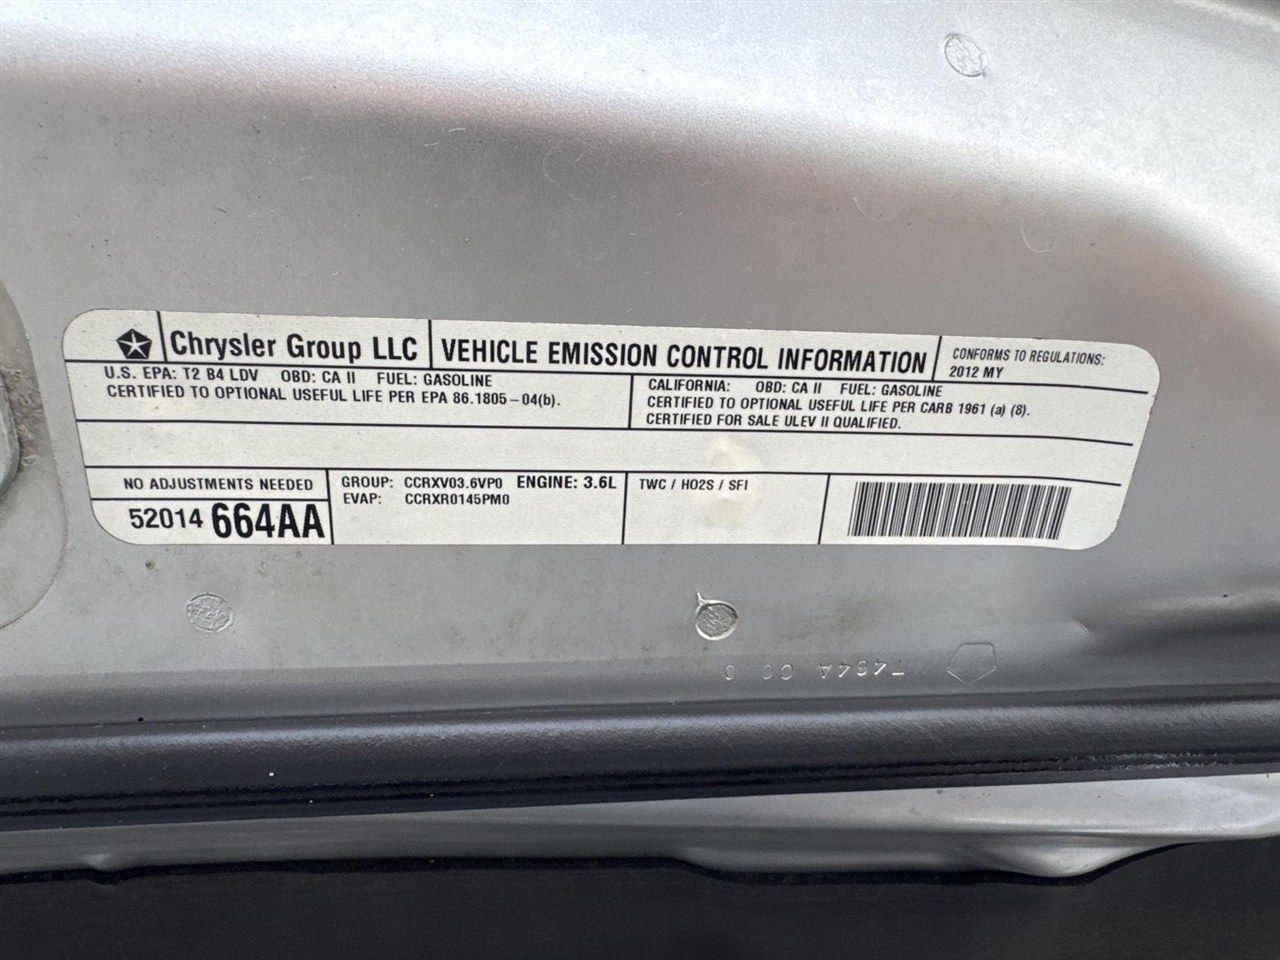 Chrysler Group LLC
VEHICLE EMISSION CONTROL INFORMATION
CONFORMS TO REGULATIONS:
2012 MY
U.S. EPA: T2 B4 LDV OBD: CA II FUEL: GASOLINE
CERTIFIED TO OPTIONAL USEFUL LIFE PER EPA 86.1805-04(b).
CALIFORNIA: OBD: CA II FUEL: GASOLINE
CERTIFIED TO OPTIONAL USEFUL LIFE PER CARB 1961 (a) (8).
CERTIFIED FOR SALE ULEV II QUALIFIED.
NO ADJUSTMENTS NEEDED
52014 664AA
GROUP: CCRXV03.6VP0 ENGINE: 3.6L
EVAP: CCRXR0145PM0
TWC / HO2S / SFI